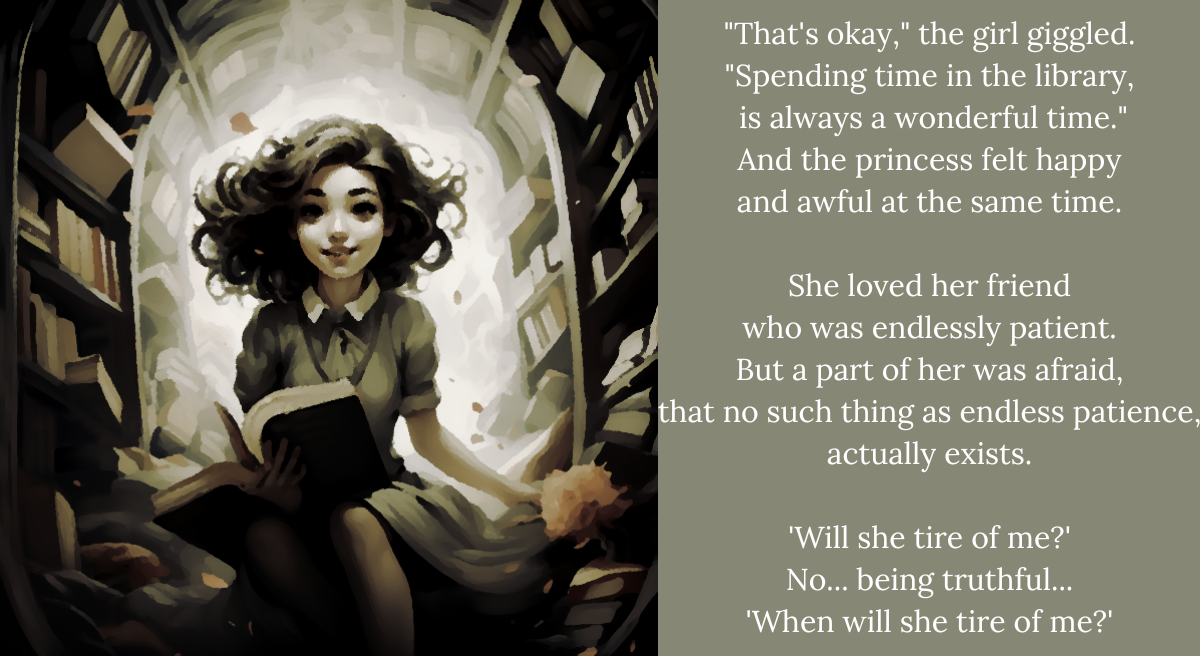 "That's okay," the girl giggled.
"Spending time in the library,
is always a wonderful time."
And the princess felt happy
and awful at the same time.
She loved her friend
who was endlessly patient.
But a part of her was afraid,
that no such thing as endless patience,
actually exists.
'Will she tire of me?'
No... being truthful...
'When will she tire of me?'